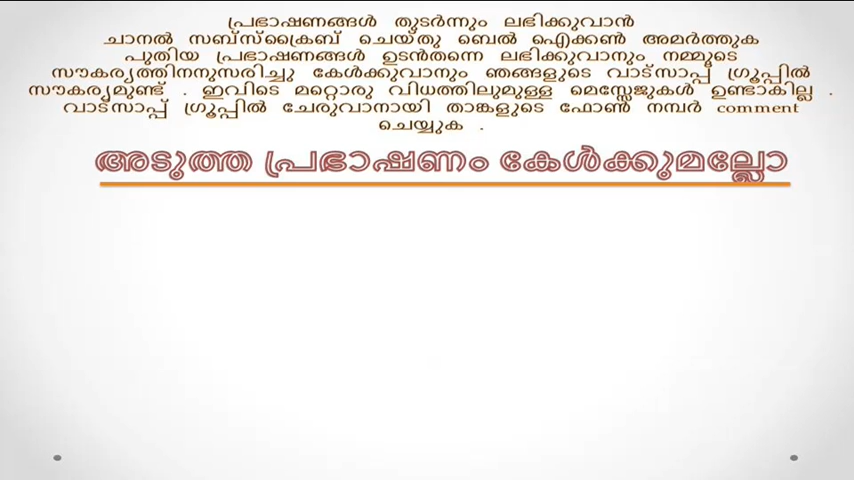 പ്രഭാഷണങ്ങൾ തുടർന്നും ലഭിക്കുവാൻ
ചാനൽ സബ്സ്ക്രൈബ് ചെയ്തു ബെൽ ഐക്കൺ അമർത്തുക
പുതിയ പ്രഭാഷണങ്ങൾ ഉടൻതന്നെ ലഭിക്കുവാനും നമ്മുടെ
സൗകര്യത്തിനനുസരിച്ചു കേൾക്കുവാനും ഞങ്ങളുടെ വാട്സാപ്പ് ഗ്രൂപ്പിൽ
സൗകര്യമുണ്ട് . ഇവിടെ മറ്റൊരു വിധത്തിലുമുള്ള മെസ്സേജുകൾ ഉണ്ടാകില്ല .
വാട്സാപ്പ് ഗ്രൂപ്പിൽ ചേരുവാനായി താങ്കളുടെ ഫോൺ നമ്പർ comment
ചെയ്യുക .
അടുത്ത പ്രഭാഷണം കേൾക്കുമല്ലോ